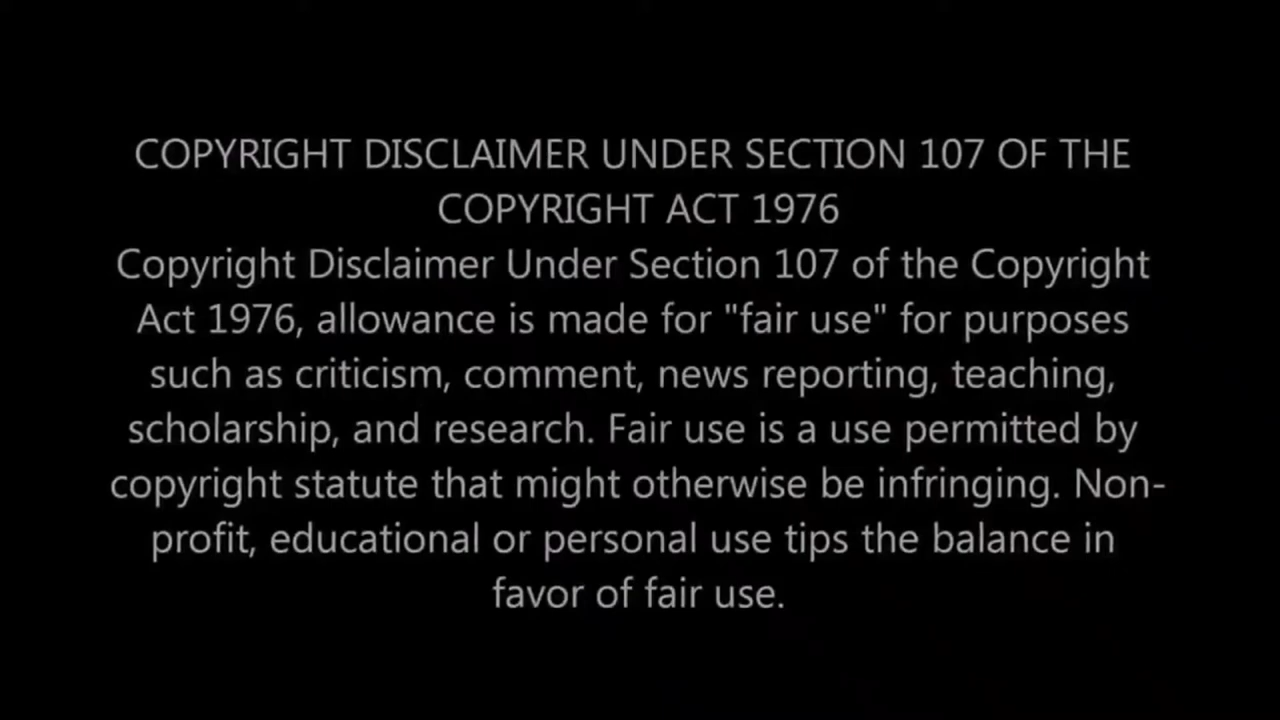 COPYRIGHT DISCLAIMER UNDER SECTION 107 OF THE
COPYRIGHT ACT 1976
Copyright Disclaimer Under Section 107 of the Copyright
Act 1976, allowance is made for "fair use" for purposes
such as criticism, comment, news reporting, teaching,
scholarship, and research. Fair use is a use permitted by
copyright statute that might otherwise be infringing. Non-
profit, educational or personal use tips the balance in
favor of fair use.